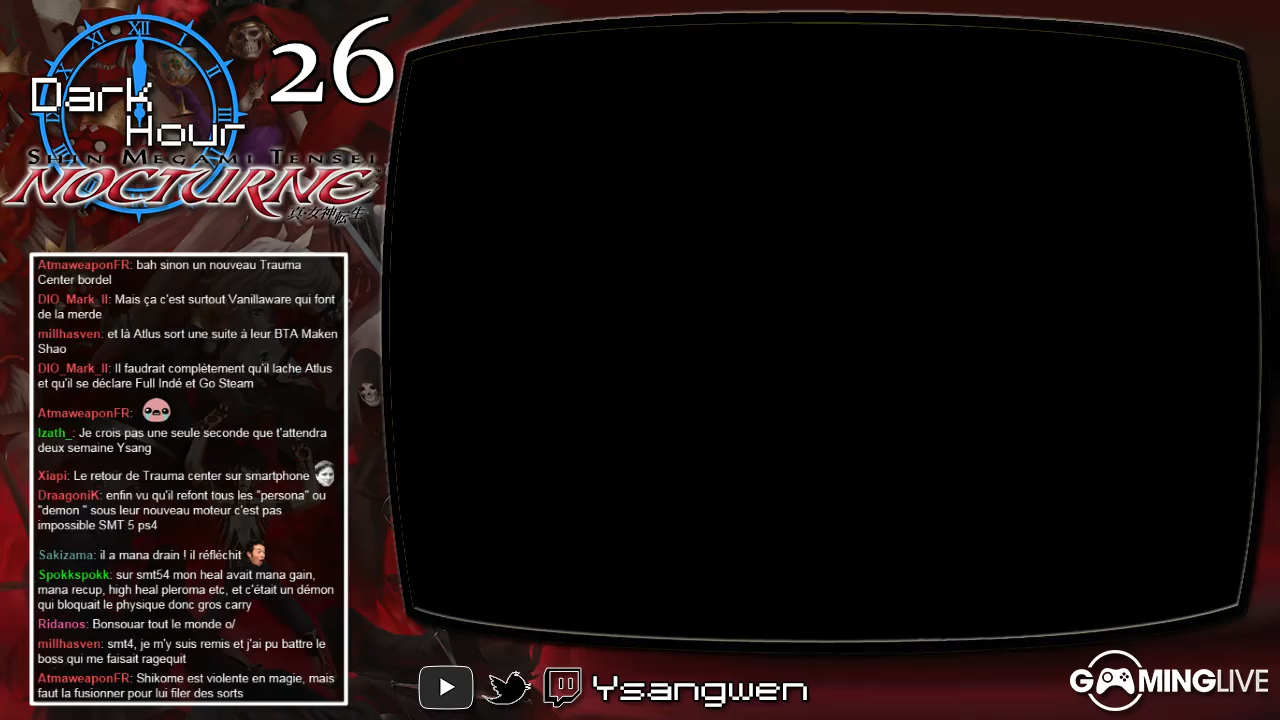 XII
XI
I
X
II
III
26
Dark
Hour
Shin Megami Tensei
NOCTURNE
真・女神転生
AtmaweaponFR: bah sinon un nouveau Trauma
Center bordel
DIO_Mark_II: Mais ça c'est surtout Vanillaware qui font
de la merde
millhasven: et là Atlus sort une suite à leur BTA Maken
Shao
DIO_Mark_II: Il faudrait complètement qu'il lache Atlus
et qu'il se déclare Full Indé et Go Steam
AtmaweaponFR:
Izath_: Je crois pas une seule seconde que t'attendra
deux semaine Ysang
Xiapi: Le retour de Trauma center sur smartphone
DraagoniK: enfin vu qu'il refont tous les "persona" ou
"demon " sous leur nouveau moteur c'est pas
impossible SMT 5 ps4
Sakizama: il a mana drain ! il réfléchit
Spokkspokk: sur smt54 mon heal avait mana gain,
mana recup, high heal pleroma etc, et c'était un démon
qui bloquait le physique donc gros carry
Ridanos: Bonsouar tout le monde o/
millhasven: smt4, je m'y suis remis et j'ai pu battre le
boss qui me faisait ragequit
AtmaweaponFR: Shikome est violente en magie, mais
faut la fusionner pour lui filer des sorts
Ysangwen
GAMINGLIVE